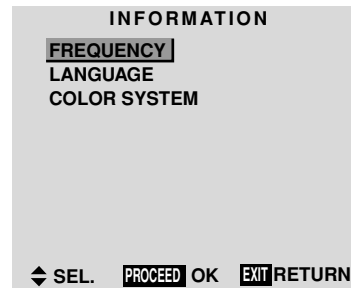 INFORMATION
FREQUENCY
LANGUAGE
COLOR SYSTEM
SEL. PROCEED OK EXIT RETURN